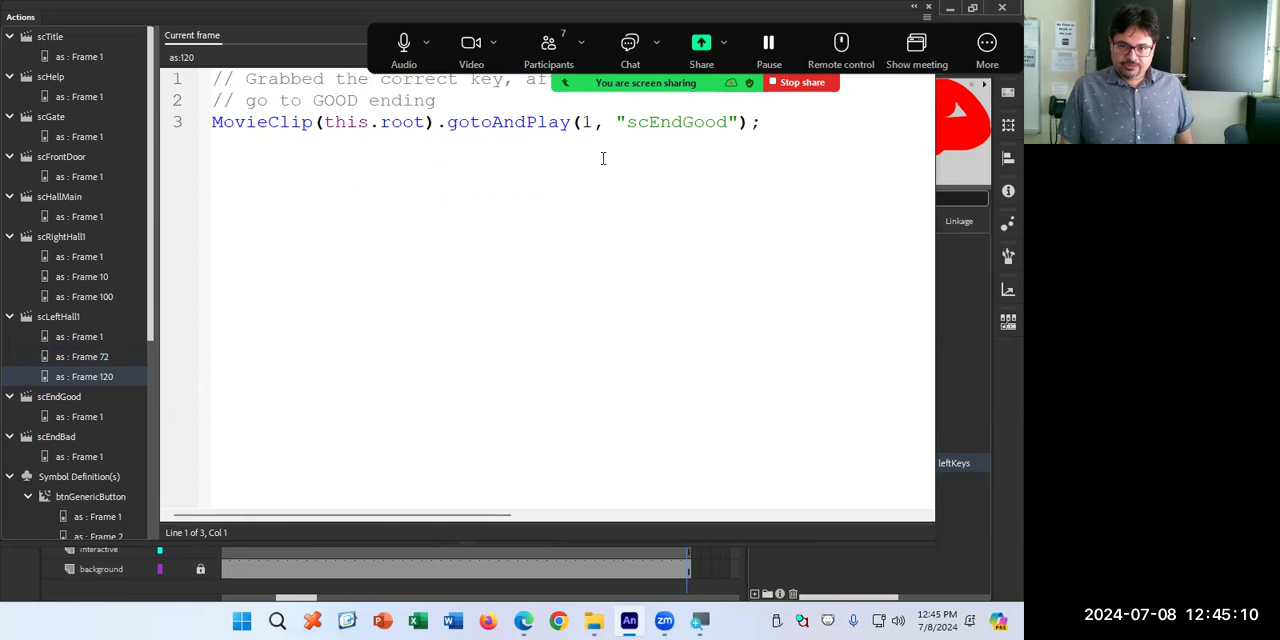 Actions
scTitle
as : Frame 1
scHelp
as : Frame 1
scGate
as : Frame 1
scFrontDoor
as : Frame 1
scHallMain
as : Frame 1
scRightHall1
as : Frame 1
as : Frame 10
as : Frame 100
scLeftHall1
as : Frame 1
as : Frame 72
as : Frame 120
scEndGood
as : Frame 1
scEndBad
as : Frame 1
Symbol Definition(s)
btnGenericButton
as : Frame 1
as : Frame 2
Current frame
as:120
1 // Grabbed the correct key,
2 // go to GOOD ending
3 MovieClip(this.root).gotoAndPlay(1, "scEndGood");
Line 1 of 3, Col 1
7
Audio Video Participants Chat Share Pause Remote control Show meeting More
You are screen sharing Stop share
Linkage
leftKeys
interactive
background
An zm
12:45 PM
7/8/2024
PRE
2024-07-08 12:45:10